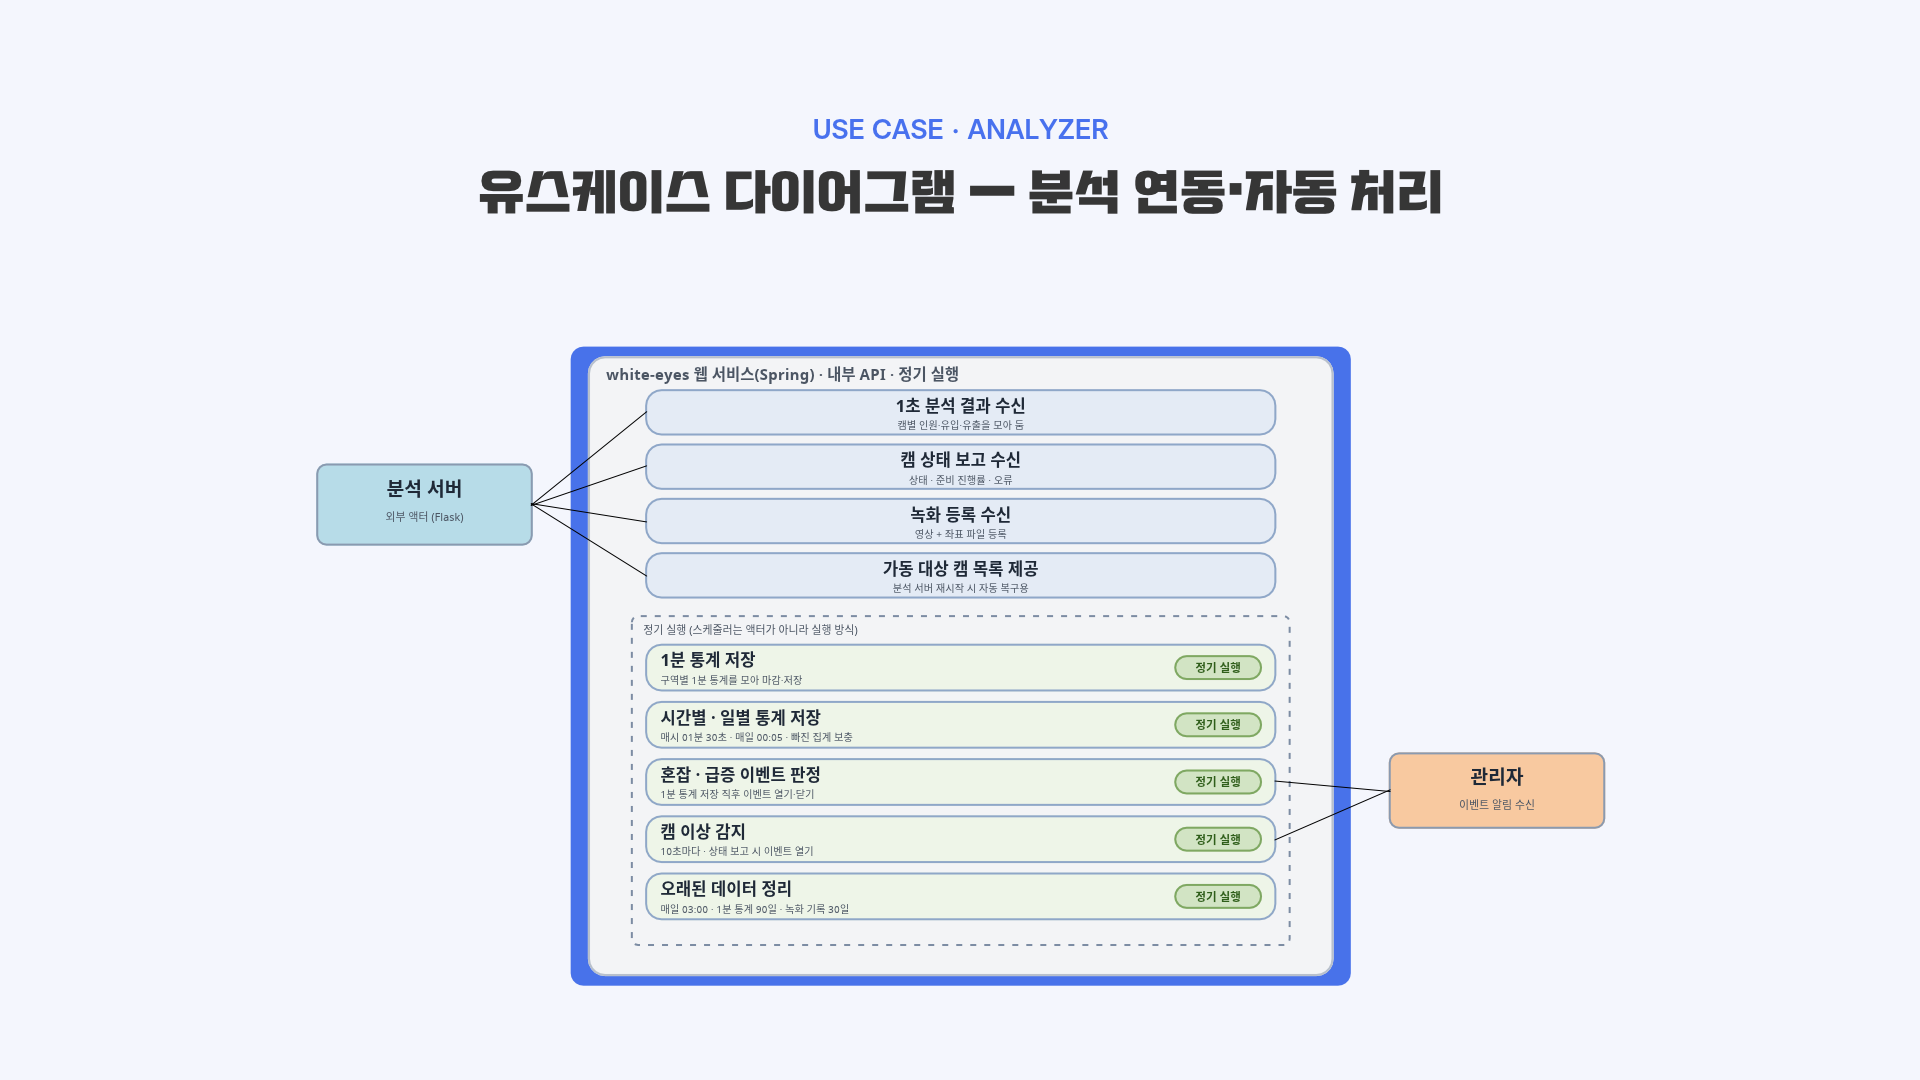 USE CASE · ANALYZER
유스케이스 다이어그램 — 분석 연동·자동 처리
white-eyes 웹 서비스(Spring) · 내부 API · 정기 실행
1초 분석 결과 수신
캠별 인원·유입·유출을 모아 둠
캠 상태 보고 수신
상태 · 준비 진행률 · 오류
녹화 등록 수신
영상 + 좌표 파일 등록
가동 대상 캠 목록 제공
분석 서버 재시작 시 자동 복구용
분석 서버
외부 액터 (Flask)
정기 실행 (스케줄러는 액터가 아니라 실행 방식)
1분 통계 저장
구역별 1분 통계를 모아 마감·저장
정기 실행
시간별 · 일별 통계 저장
매시 01분 30초 · 매일 00:05 · 빠진 집계 보충
정기 실행
혼잡 · 급증 이벤트 판정
1분 통계 저장 직후 이벤트 열기·닫기
정기 실행
캠 이상 감지
10초마다 · 상태 보고 시 이벤트 열기
정기 실행
오래된 데이터 정리
매일 03:00 · 1분 통계 90일 · 녹화 기록 30일
정기 실행
관리자
이벤트 알림 수신